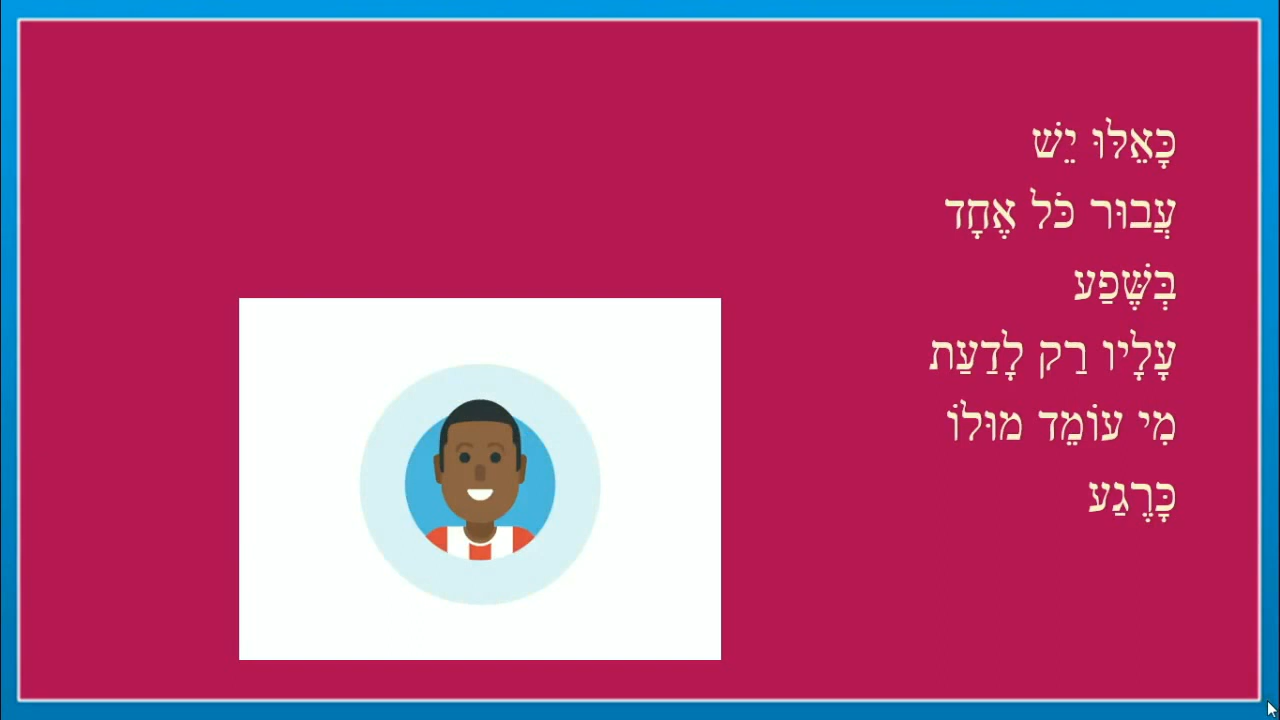 כָּאֵלּוּ יֵשׁ
עֲבוּר כֹּל אֶחָד
בְּשֶּׁפַע
עָלָיו רַק לָדַעַת
מִי עוֹמֵד מוּלוֹ
כָּרֶגַע